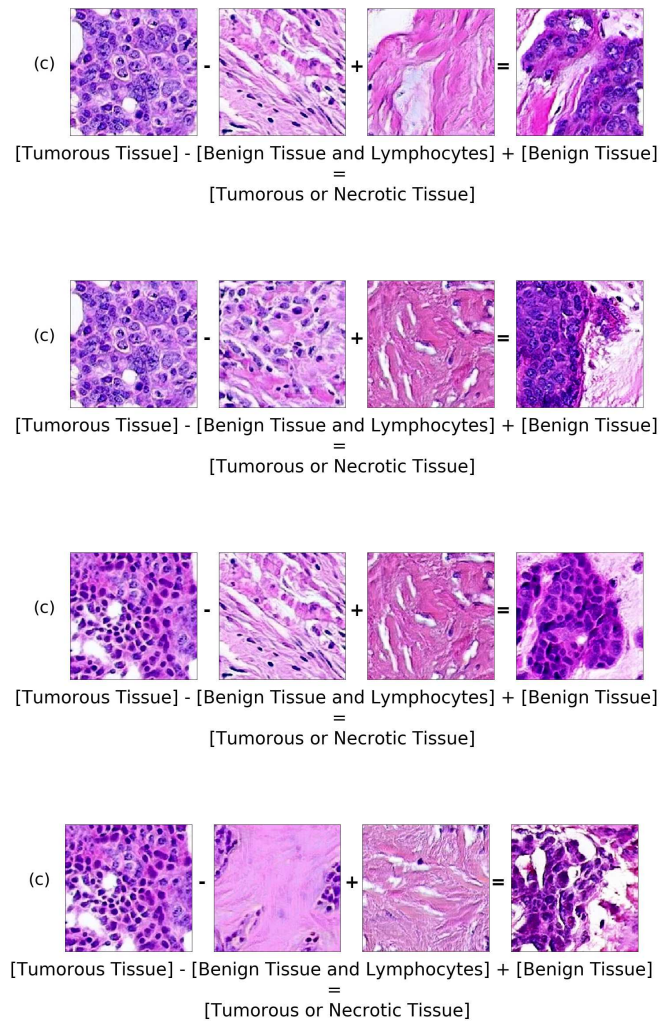 (c) - + =
[Tumorous Tissue] - [Benign Tissue and Lymphocytes] + [Benign Tissue]
=
[Tumorous or Necrotic Tissue]
(c) - + =
[Tumorous Tissue] - [Benign Tissue and Lymphocytes] + [Benign Tissue]
=
[Tumorous or Necrotic Tissue]
(c) - + =
[Tumorous Tissue] - [Benign Tissue and Lymphocytes] + [Benign Tissue]
=
[Tumorous or Necrotic Tissue]
(c) - + =
[Tumorous Tissue] - [Benign Tissue and Lymphocytes] + [Benign Tissue]
=
[Tumorous or Necrotic Tissue]